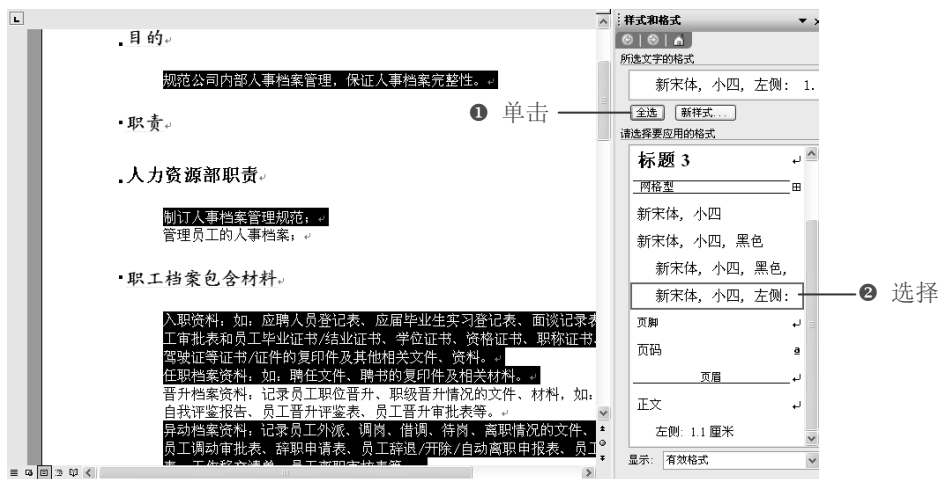 目的
规范公司内部人事档案管理，保证人事档案完整性。
职责
人力资源部职责
制订人事档案管理规范；
管理员工的人事档案；
职工档案包含材料
入职资料：如：应聘人员登记表、应届毕业生实习登记表、面谈记录表
工审批表和员工毕业证书/结业证书、学位证书、资格证书、职称证书、
驾驶证等证书/证件的复印件及其他相关文件、资料。
任职档案资料：如：聘任文件、聘书的复印件及相关材料。
晋升档案资料：记录员工职位晋升、职级晋升情况的文件、材料，如：
自我评鉴报告、员工晋升评鉴表、员工晋升审批表等。
异动档案资料：记录员工外派、调岗、借调、待岗、离职情况的文件、
员工调动审批表、辞职申请表、员工辞退/开除/自动离职申报表、员工
❶ 单击
样式和格式
所选文字的格式
新宋体, 小四, 左侧: 1.
全选 新样式...
请选择要应用的格式
标题 3
网格型
新宋体, 小四
新宋体, 小四, 黑色
新宋体, 小四, 黑色,
新宋体, 小四, 左侧:
页脚
页码 a
页眉
正文
左侧: 1.1 厘米
显示: 有效格式
❷ 选择